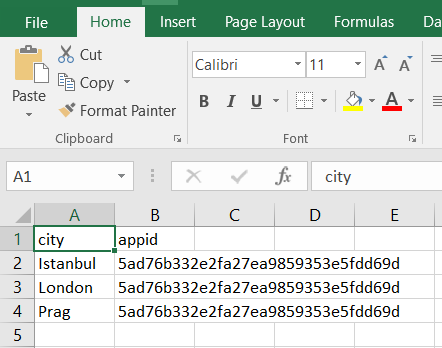 File Home Insert Page Layout Formulas Da
Cut
Copy
Format Painter
Paste
Clipboard
Calibri 11 A A
B I U A
Font
A1 fx city
A B C D E
1 city appid
2 Istanbul 5ad76b332e2fa27ea9859353e5fdd69d
3 London 5ad76b332e2fa27ea9859353e5fdd69d
4 Prag 5ad76b332e2fa27ea9859353e5fdd69d
5